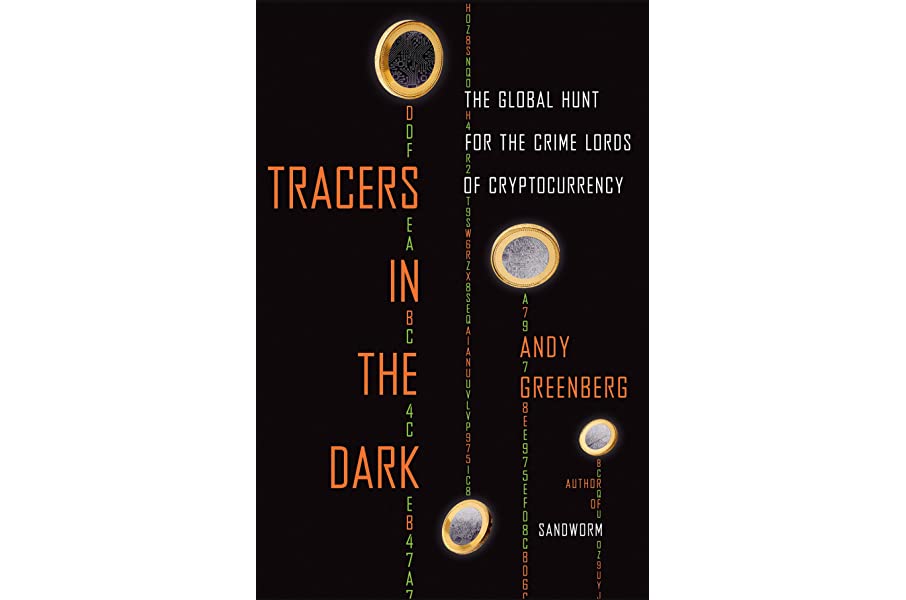 THE GLOBAL HUNT
FOR THE CRIME LORDS
OF CRYPTOCURRENCY
TRACERS
IN
THE
DARK
ANDY
GREENBERG
AUTHOR
OF
SANDWORM